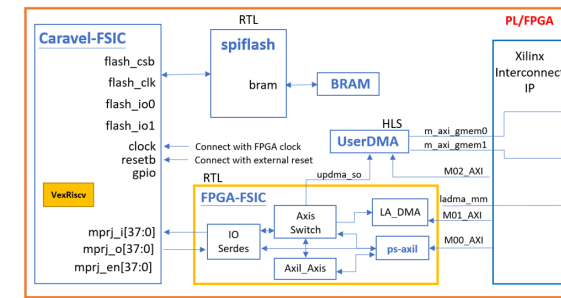 PL/FPGA
RTL
Caravel-FSIC
spiflash
Xilinx
Interconnect
IP
flash_csb
flash_clk
flash_io0
flash_io1
bram
BRAM
clock
resetb
gpio
Connect with FPGA clock
Connect with external reset
HLS
UserDMA
m_axi_gmem0
m_axi_gmem1
M02_AXI
updma_so
RTL
VexRiscv
FPGA-FSIC
ladma_mm
mprj_i[37:0]
mprj_o[37:0]
mprj_en[37:0]
IO
Serdes
Axis
Switch
LA_DMA
M01_AXI
ps-axil
M00_AXI
Axil_Axis